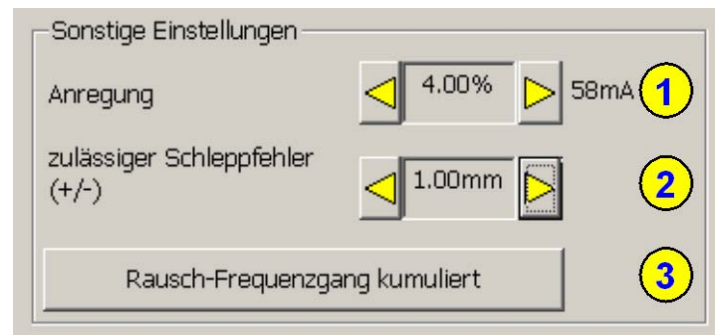 Sonstige Einstellungen
Anregung 4.00% 58mA 1
zulässiger Schleppfehler
(+/-) 1.00mm 2
Rausch-Frequenzgang kumuliert 3